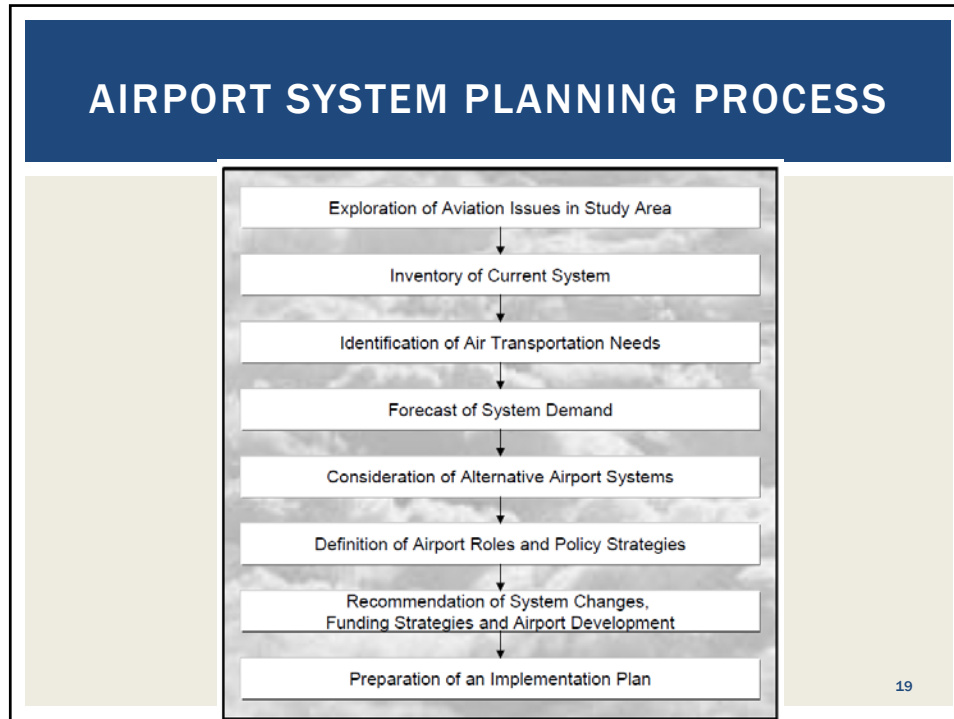 AIRPORT SYSTEM PLANNING PROCESS
Exploration of Aviation Issues in Study Area
Inventory of Current System
Identification of Air Transportation Needs
Forecast of System Demand
Consideration of Alternative Airport Systems
Definition of Airport Roles and Policy Strategies
Recommendation of System Changes,
Funding Strategies and Airport Development
Preparation of an Implementation Plan
19